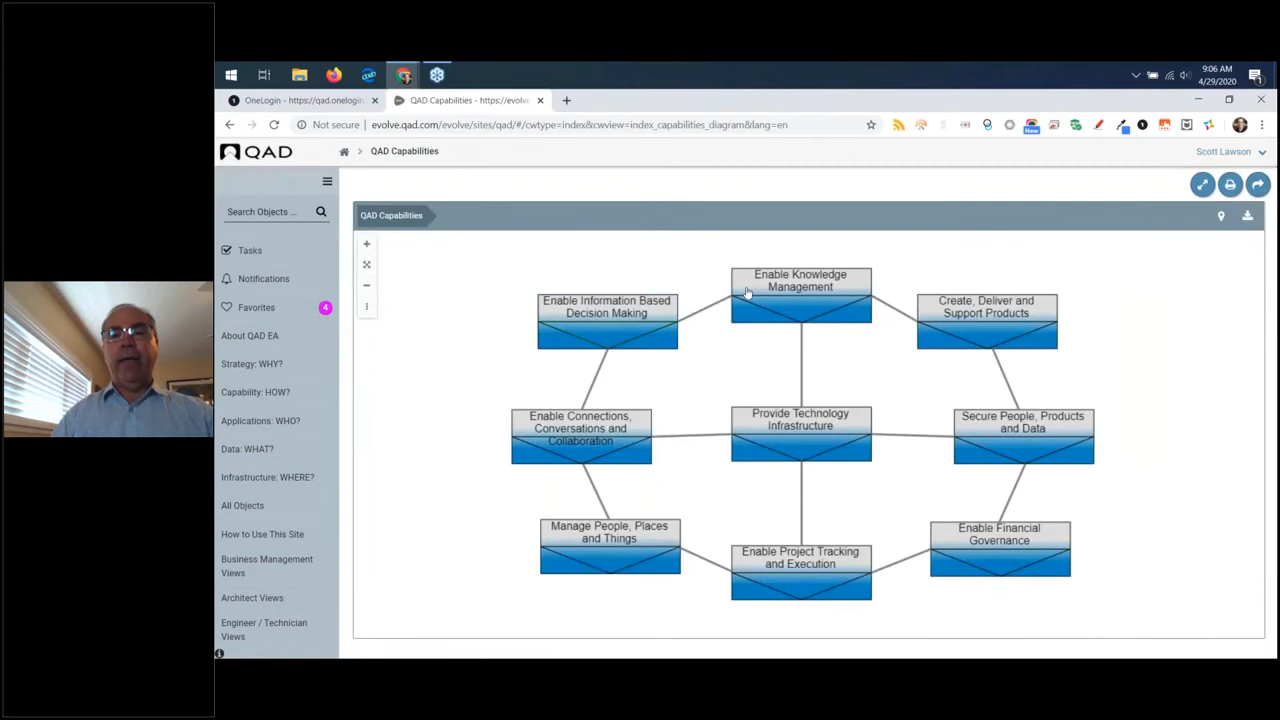 9:06 AM
4/29/2020
OneLogin - https://qad.onelogin.
QAD Capabilities - https://evolve
Not secure
evolve.qad.com/evolve/sites/qad/#/cwtype=index&cwview=index_capabilities_diagram&lang=en
New
QAD
QAD Capabilities
Scott Lawson
Search Objects ...
Tasks
Notifications
Favorites
4
About QAD EA
Strategy: WHY?
Capability: HOW?
Applications: WHO?
Data: WHAT?
Infrastructure: WHERE?
All Objects
How to Use This Site
Business Management
Views
Architect Views
Engineer / Technician
Views
QAD Capabilities
Enable Knowledge
Management
Enable Information Based
Decision Making
Create, Deliver and
Support Products
Enable Connections,
Conversations and
Collaboration
Provide Technology
Infrastructure
Secure People, Products
and Data
Manage People, Places
and Things
Enable Project Tracking
and Execution
Enable Financial
Governance